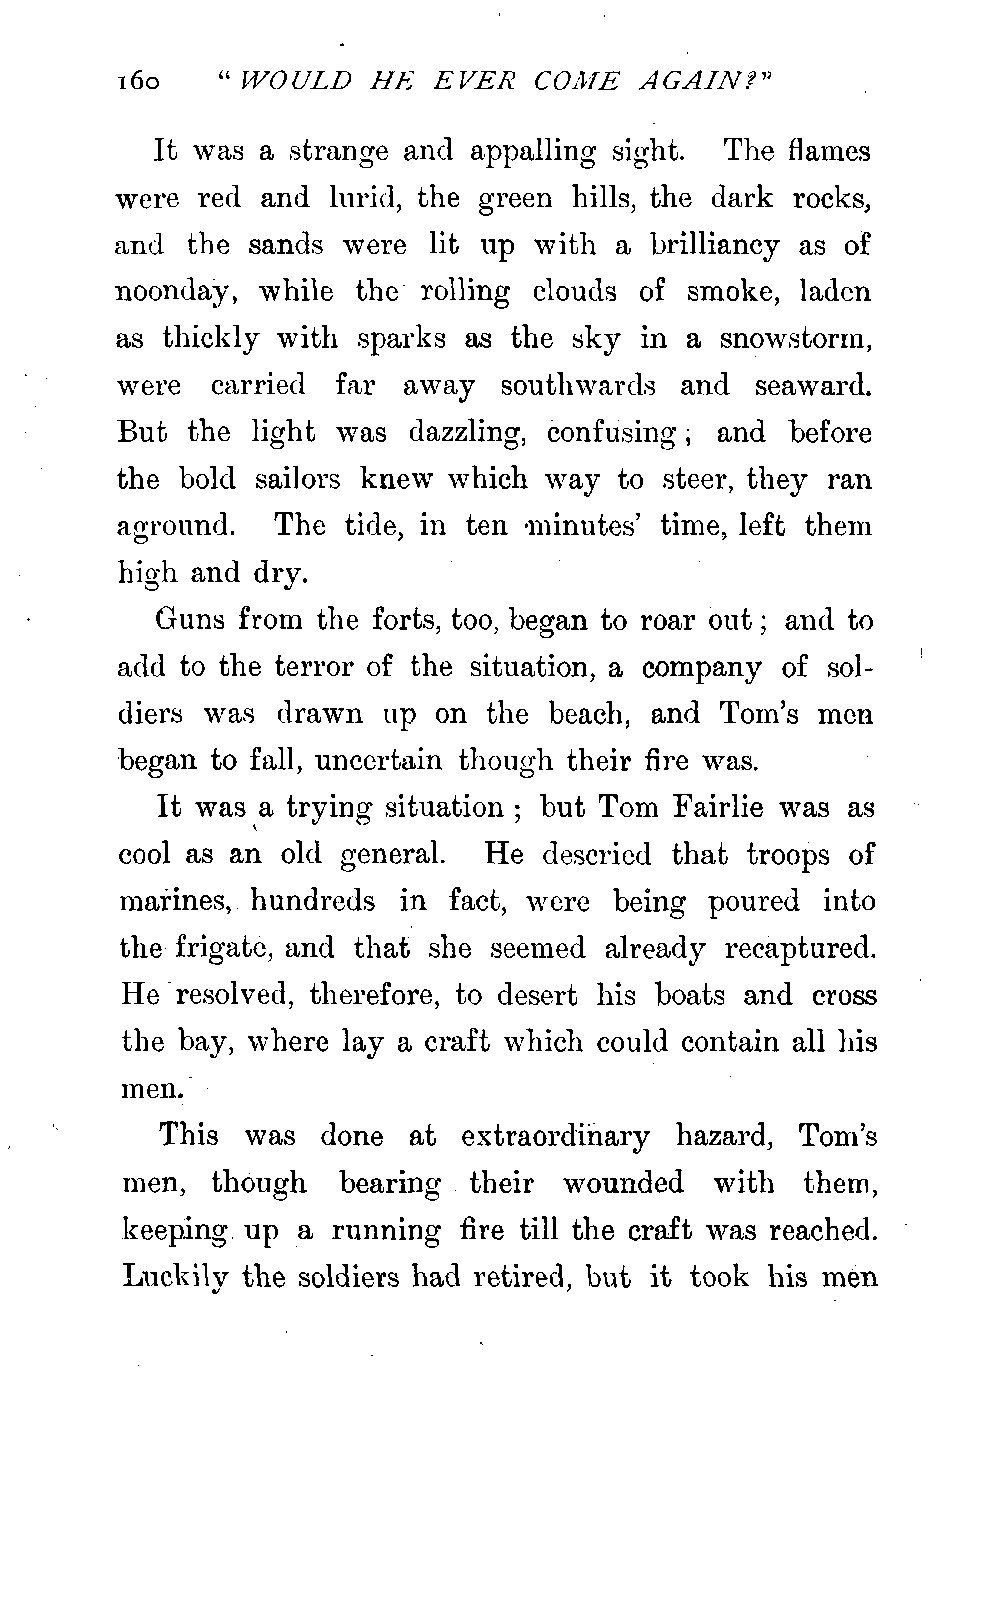 160 "WOULD HE EVER COME AGAIN?"
It was a strange and appalling sight. The flames
were red and lurid, the green hills, the dark rocks,
and the sands were lit up with a brilliancy as of
noonday, while the rolling clouds of smoke, laden
as thickly with sparks as the sky in a snowstorm,
were carried far away southwards and seaward.
But the light was dazzling, confusing; and before
the bold sailors knew which way to steer, they ran
aground. The tide, in ten minutes' time, left them
high and dry.
Guns from the forts, too, began to roar out; and to
add to the terror of the situation, a company of sol-
diers was drawn up on the beach, and Tom's men
began to fall, uncertain though their fire was.
It was a trying situation; but Tom Fairlie was as
cool as an old general. He descried that troops of
marines, hundreds in fact, were being poured into
the frigate, and that she seemed already recaptured.
He resolved, therefore, to desert his boats and cross
the bay, where lay a craft which could contain all his
men.
This was done at extraordinary hazard, Tom's
men, though bearing their wounded with them,
keeping up a running fire till the craft was reached.
Luckily the soldiers had retired, but it took his men